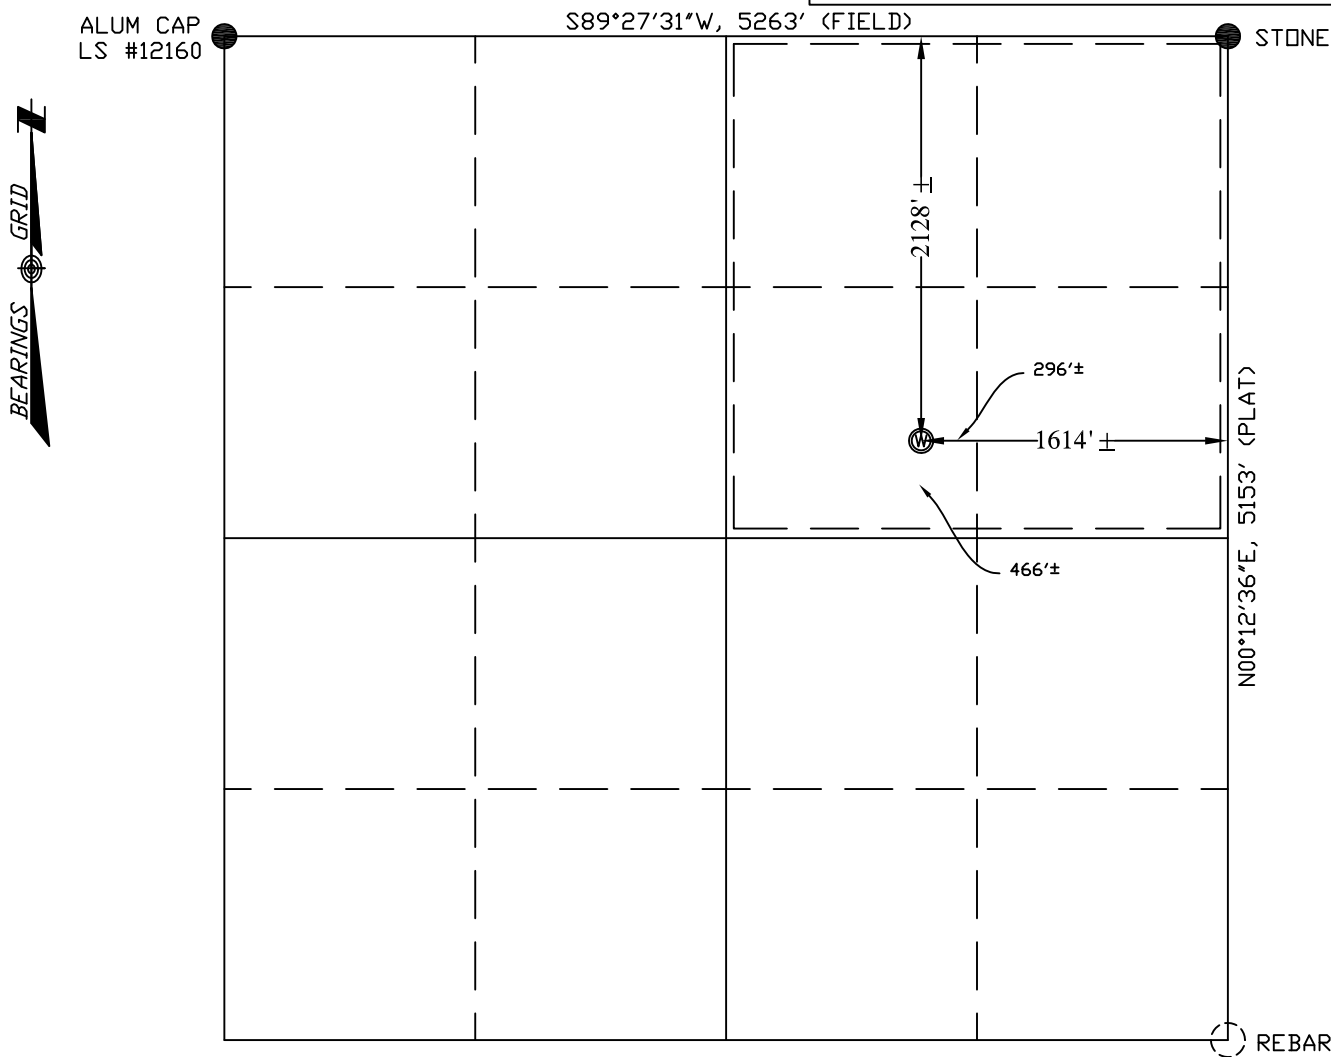 S89°27'31"W, 5263' (FIELD)
ALUM CAP
LS #12160
STONE
N
GRID
BEARINGS
2128' ±
296'±
W
1614' ±
466'±
N00°12'36"E, 5153' (PLAT)
REBAR